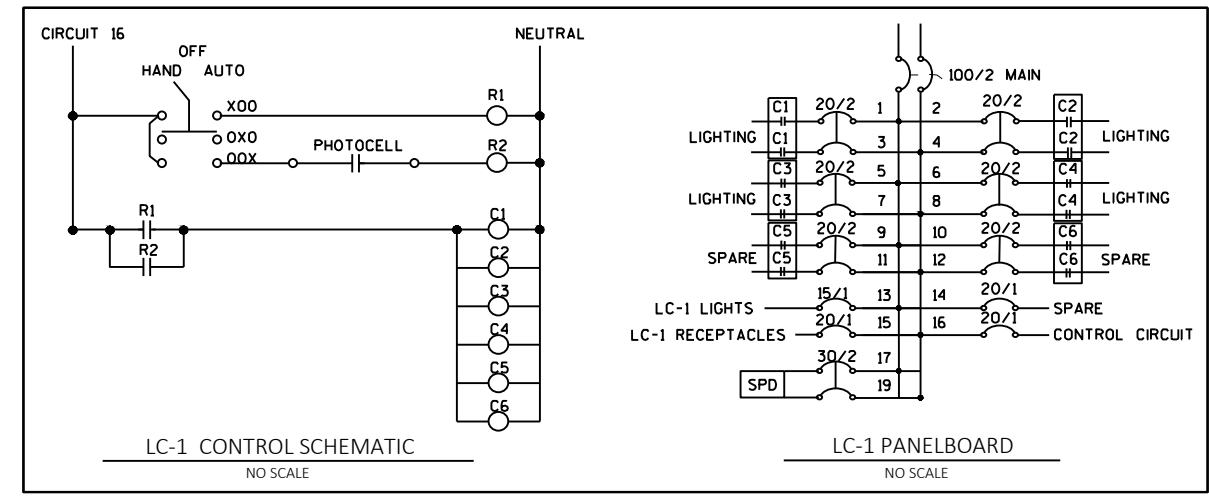 CIRCUIT 16
NEUTRAL
OFF
HAND AUTO
XOO
R1
OXO
PHOTOCELL
R2
OOX
R1
R2
C1
C2
C3
C4
C5
C6
LC-1 CONTROL SCHEMATIC
NO SCALE
100/2 MAIN
C1 20/2 1 2 20/2 C2
LIGHTING C1 3 4 C2 LIGHTING
C3 20/2 5 6 20/2 C4
LIGHTING C3 7 8 C4 LIGHTING
C5 20/2 9 10 20/2 C6
SPARE C5 11 12 C6 SPARE
LC-1 LIGHTS 15/1 13 14 20/1 SPARE
LC-1 RECEPTACLES 20/1 15 16 20/1 CONTROL CIRCUIT
30/2 17
SPD 19
LC-1 PANELBOARD
NO SCALE